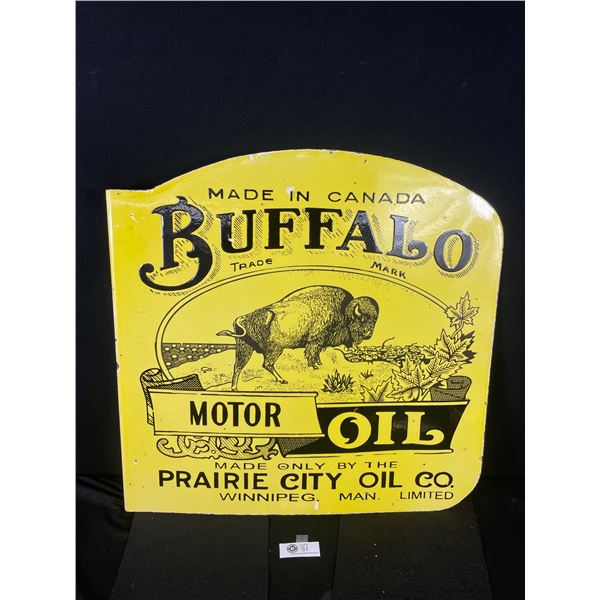 MADE IN CANADA
BUFFALO
TRADE MARK
MOTOR OIL
MADE ONLY BY THE
PRAIRIE CITY OIL CO.
WINNIPEG. MAN. LIMITED
51